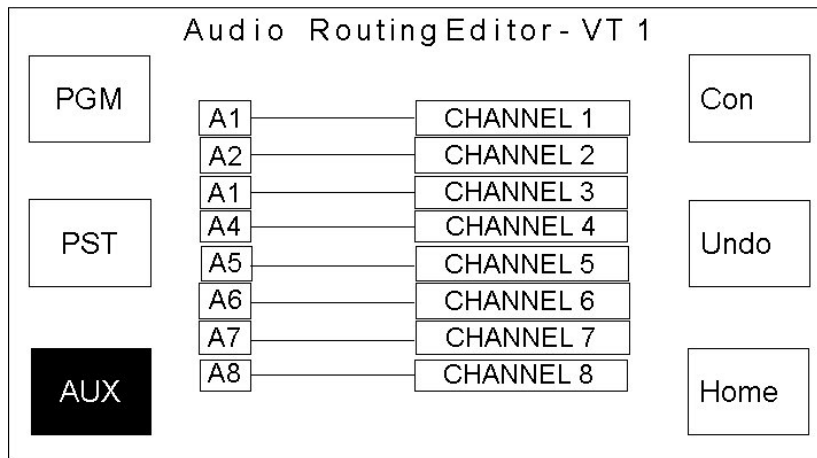 Audio Routing Editor - VT 1
PGM
Con
A1 CHANNEL 1
A2 CHANNEL 2
A1 CHANNEL 3
PST
Undo
A4 CHANNEL 4
A5 CHANNEL 5
A6 CHANNEL 6
A7 CHANNEL 7
A8 CHANNEL 8
AUX
Home